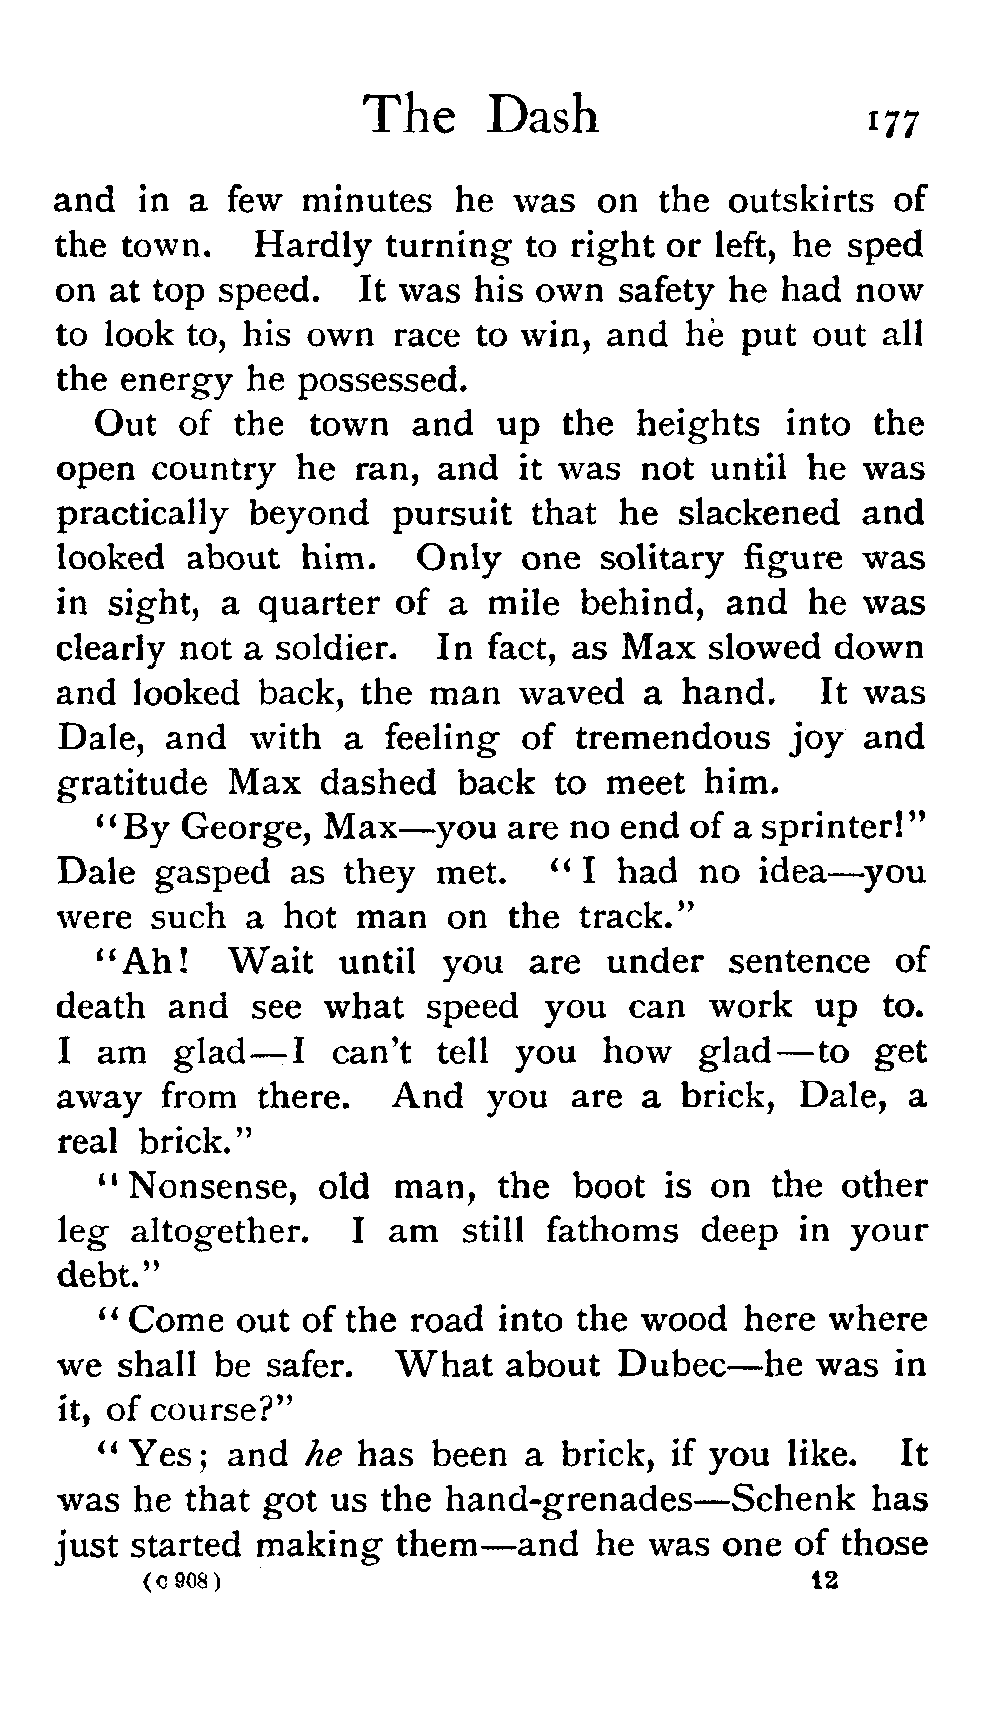 The Dash 177
and in a few minutes he was on the outskirts of
the town. Hardly turning to right or left, he sped
on at top speed. It was his own safety he had now
to look to, his own race to win, and he put out all
the energy he possessed.
Out of the town and up the heights into the
open country he ran, and it was not until he was
practically beyond pursuit that he slackened and
looked about him. Only one solitary figure was
in sight, a quarter of a mile behind, and he was
clearly not a soldier. In fact, as Max slowed down
and looked back, the man waved a hand. It was
Dale, and with a feeling of tremendous joy and
gratitude Max dashed back to meet him.
"By George, Max—you are no end of a sprinter!"
Dale gasped as they met. "I had no idea—you
were such a hot man on the track."
"Ah! Wait until you are under sentence of
death and see what speed you can work up to.
I am glad—I can't tell you how glad—to get
away from there. And you are a brick, Dale, a
real brick."
"Nonsense, old man, the boot is on the other
leg altogether. I am still fathoms deep in your
debt."
"Come out of the road into the wood here where
we shall be safer. What about Dubec—he was in
it, of course?"
"Yes; and he has been a brick, if you like. It
was he that got us the hand-grenades—Schenk has
just started making them—and he was one of those
(C 908) 12